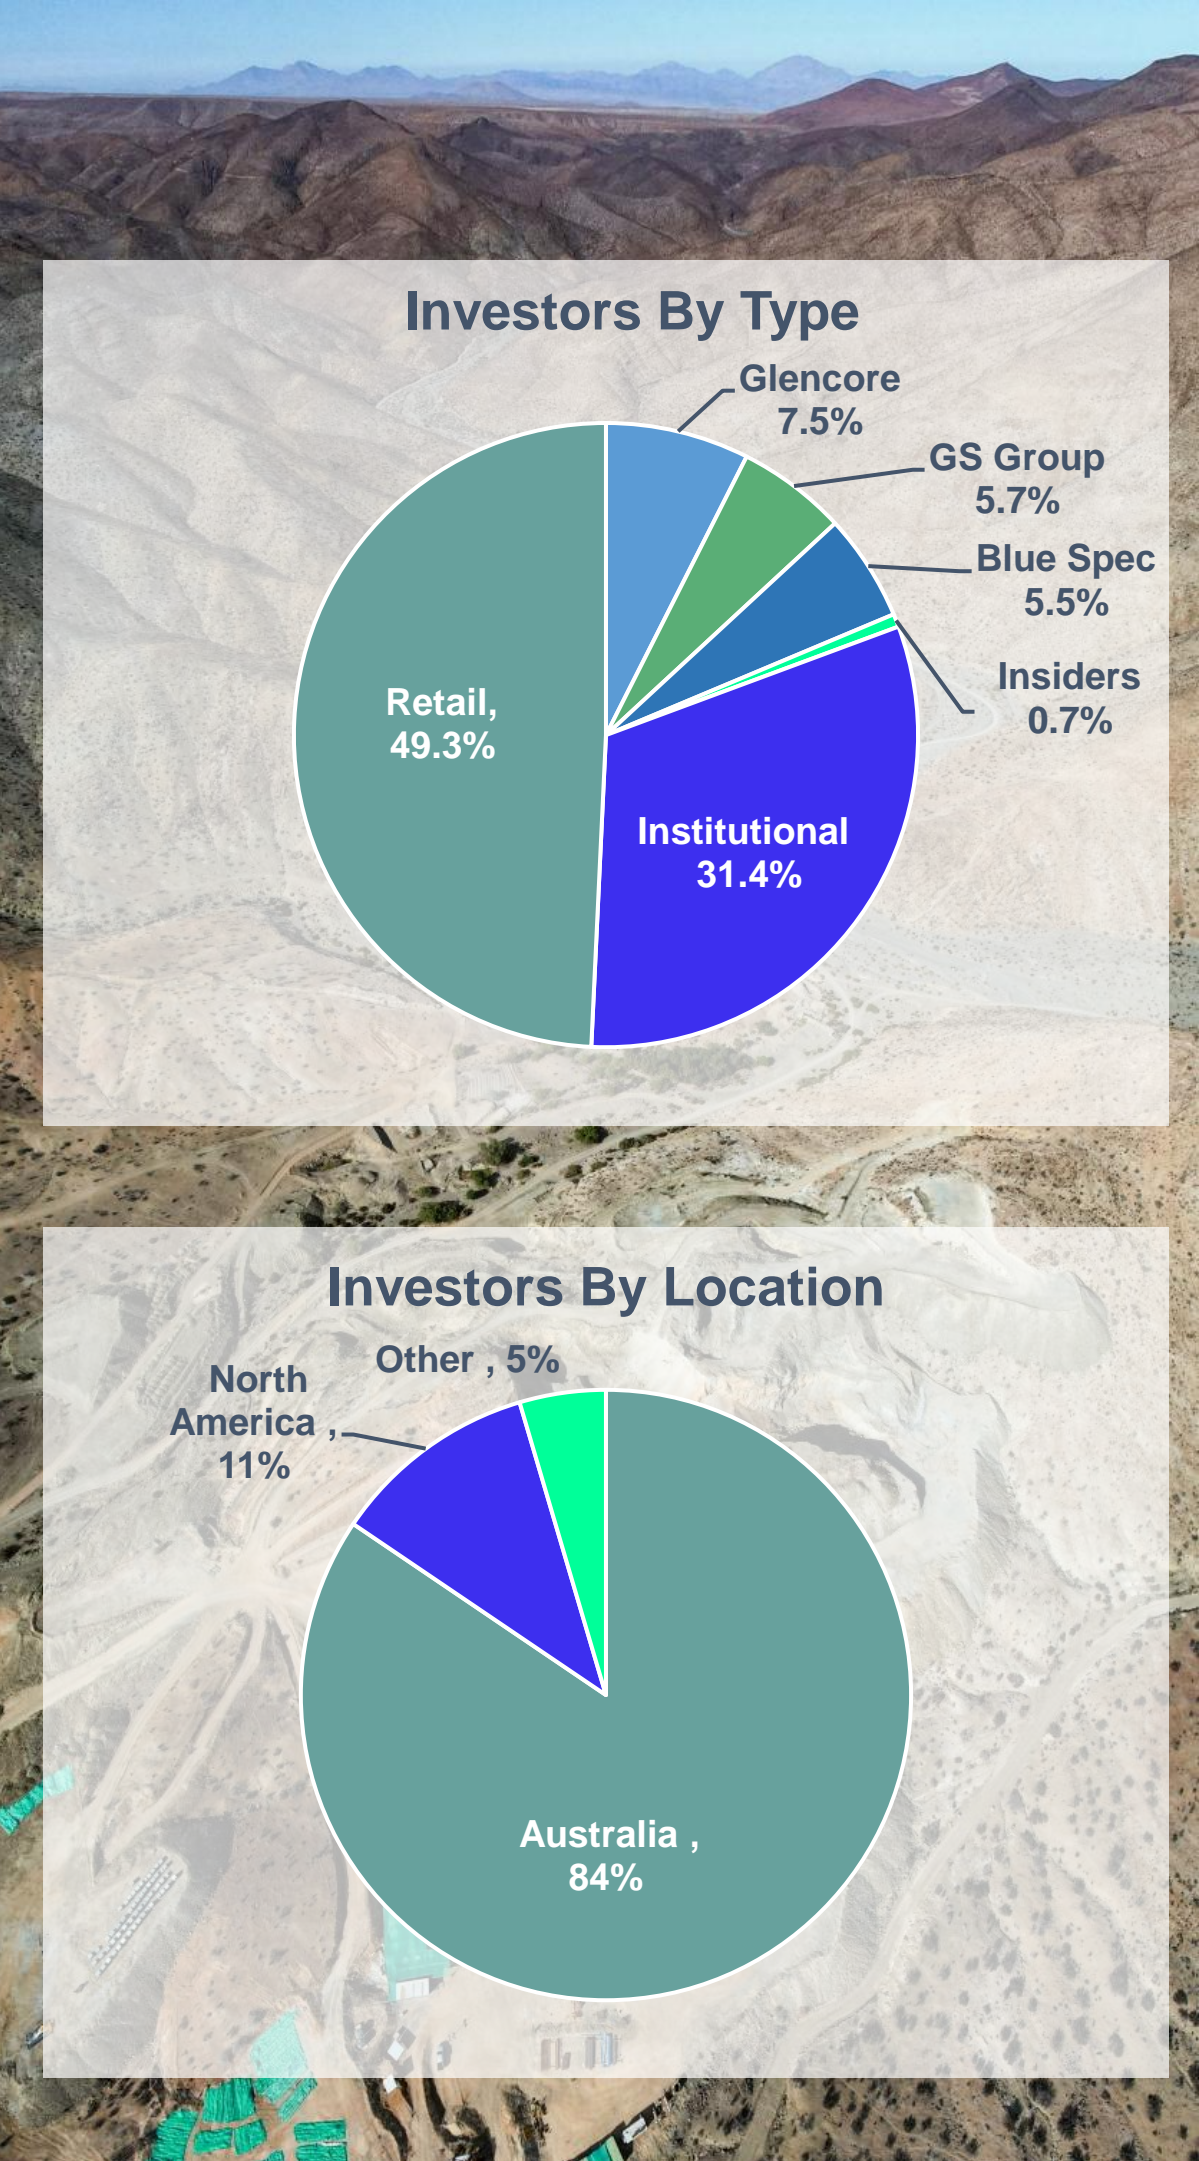 Investors By Type
Glencore
7.5%
GS Group
5.7%
Blue Spec
5.5%
Insiders
0.7%
Retail,
49.3%
Institutional
31.4%
Investors By Location
Other , 5%
North
America ,
11%
Australia ,
84%